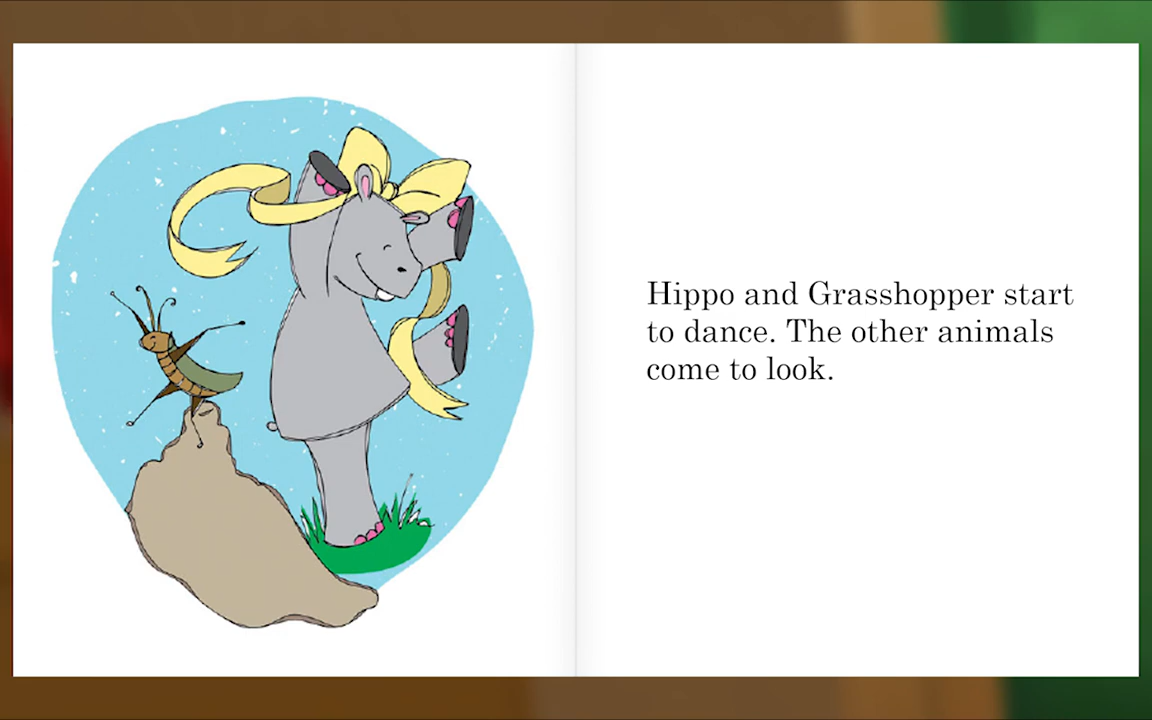 Hippo and Grasshopper start
to dance. The other animals
come to look.